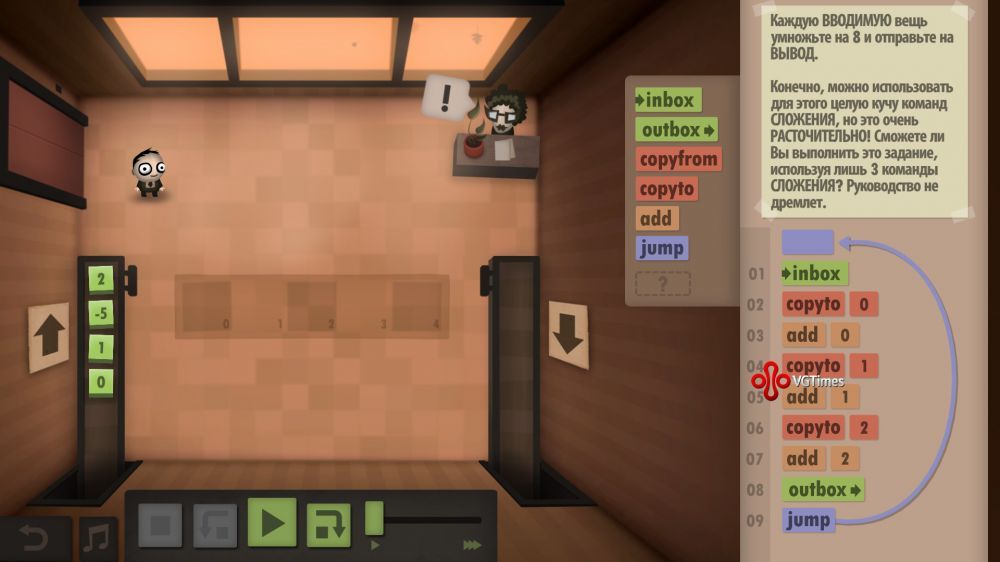 Каждую ВВОДИМУЮ вещь
умножьте на 8 и отправьте на
ВЫВОД.
Конечно, можно использовать
для этого целую кучу команд
СЛОЖЕНИЯ, но это очень
РАСТОЧИТЕЛЬНО! Сможете ли
Вы выполнить это задание,
используя лишь 3 команды
СЛОЖЕНИЯ? Руководство не
дремлет.
!
inbox
outbox
copyfrom
copyto
add
jump
?
2
-5
1
0
0 1 2 3 4
01 inbox
02 copyto 0
03 add 0
04 copyto 1
VGTimes
05 add 1
06 copyto 2
07 add 2
08 outbox
09 jump